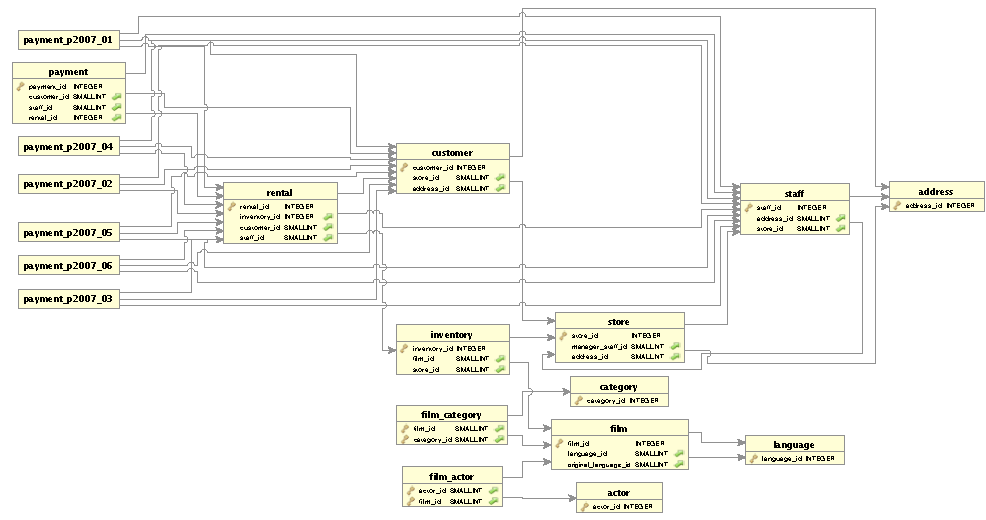 payment_p2007_01
payment
payment_id INTEGER
customer_id SMALLINT
staff_id SMALLINT
rental_id INTEGER
payment_p2007_04
payment_p2007_02
payment_p2007_05
payment_p2007_06
payment_p2007_03
rental
rental_id INTEGER
inventory_id INTEGER
customer_id SMALLINT
staff_id SMALLINT
customer
customer_id INTEGER
store_id SMALLINT
address_id SMALLINT
staff
staff_id INTEGER
address_id SMALLINT
store_id SMALLINT
address
address_id INTEGER
store
store_id INTEGER
manager_staff_id SMALLINT
address_id SMALLINT
inventory
inventory_id INTEGER
film_id SMALLINT
store_id SMALLINT
category
category_id INTEGER
film_category
film_id SMALLINT
category_id SMALLINT
film
film_id INTEGER
language_id SMALLINT
original_language_id SMALLINT
language
language_id INTEGER
film_actor
actor_id SMALLINT
film_id SMALLINT
actor
actor_id INTEGER